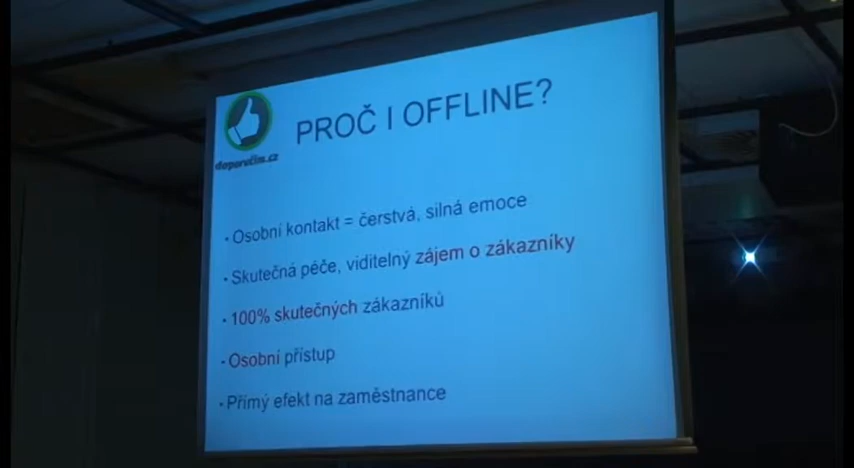 doporučím.cz
PROČ I OFFLINE?
• Osobní kontakt = čerstvá, silná emoce
• Skutečná péče, viditelný zájem o zákazníky
• 100% skutečných zákazníků
• Osobní přístup
• Přímý efekt na zaměstnance